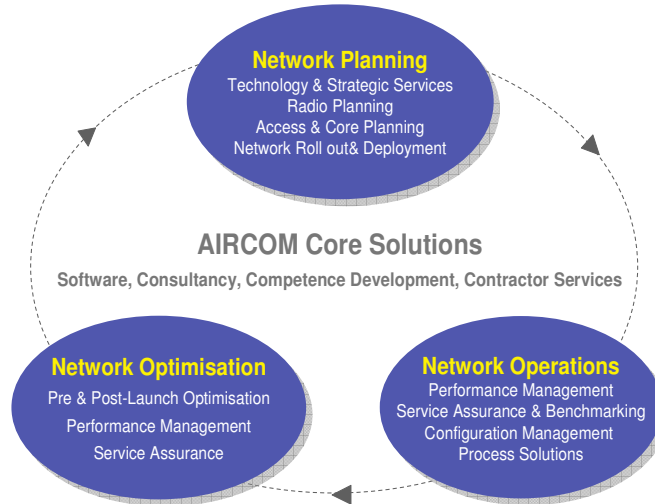 Network Planning
Technology & Strategic Services
Radio Planning
Access & Core Planning
Network Roll out& Deployment
AIRCOM Core Solutions
Software, Consultancy, Competence Development, Contractor Services
Network Optimisation
Pre & Post-Launch Optimisation
Performance Management
Service Assurance
Network Operations
Performance Management
Service Assurance & Benchmarking
Configuration Management
Process Solutions